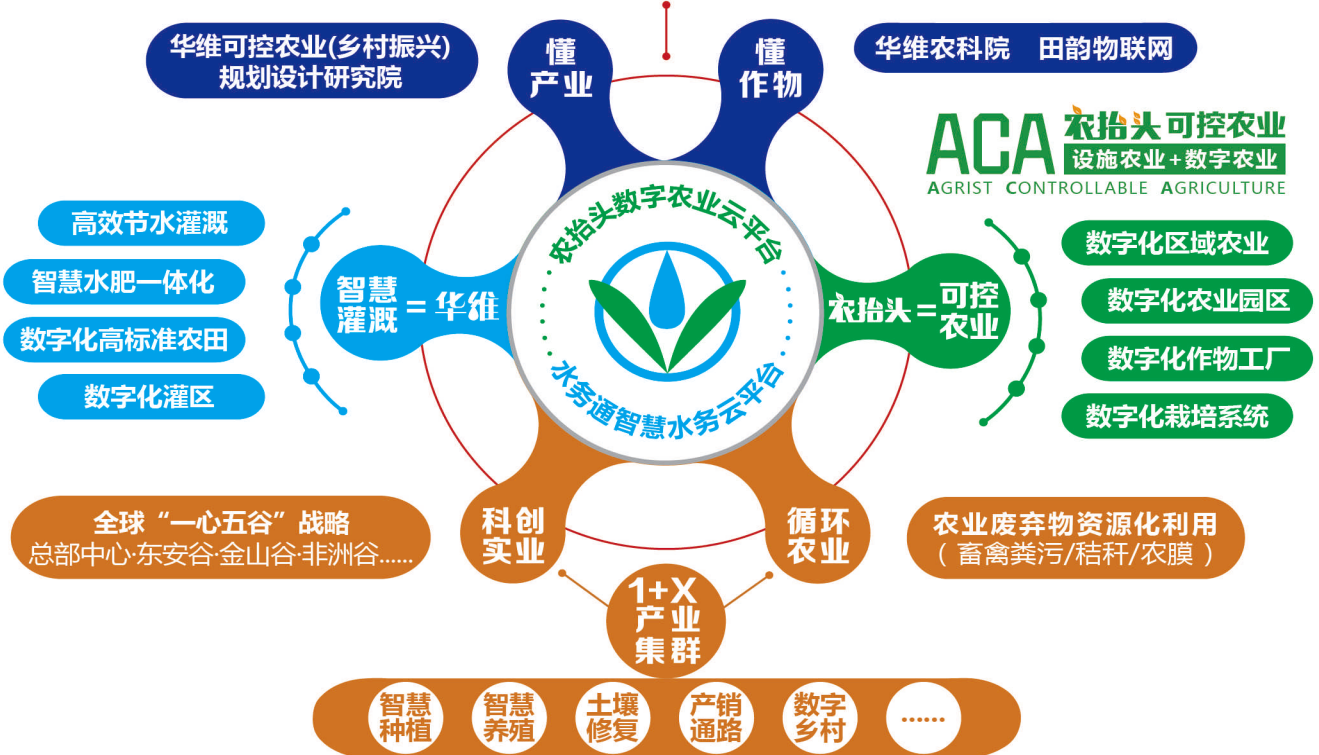 华维可控农业(乡村振兴)
规划设计研究院
懂
产业
懂
作物
华维农科院 田韵物联网
ACA
农抬头可控农业
设施农业+数字农业
AGRIST CONTROLLABLE AGRICULTURE
高效节水灌溉
智慧水肥一体化
数字化高标准农田
数字化灌区
智慧
灌溉
=华维
农抬头数字农业云平台
水务通智慧水务云平台
农抬头=
可控
农业
数字化区域农业
数字化农业园区
数字化作物工厂
数字化栽培系统
全球“一心五谷”战略
总部中心·东安谷·金山谷·非洲谷......
科创
实业
循环
农业
农业废弃物资源化利用
（畜禽粪污/秸秆/农膜）
1+X
产业
集群
智慧
种植
智慧
养殖
土壤
修复
产销
通路
数字
乡村
......